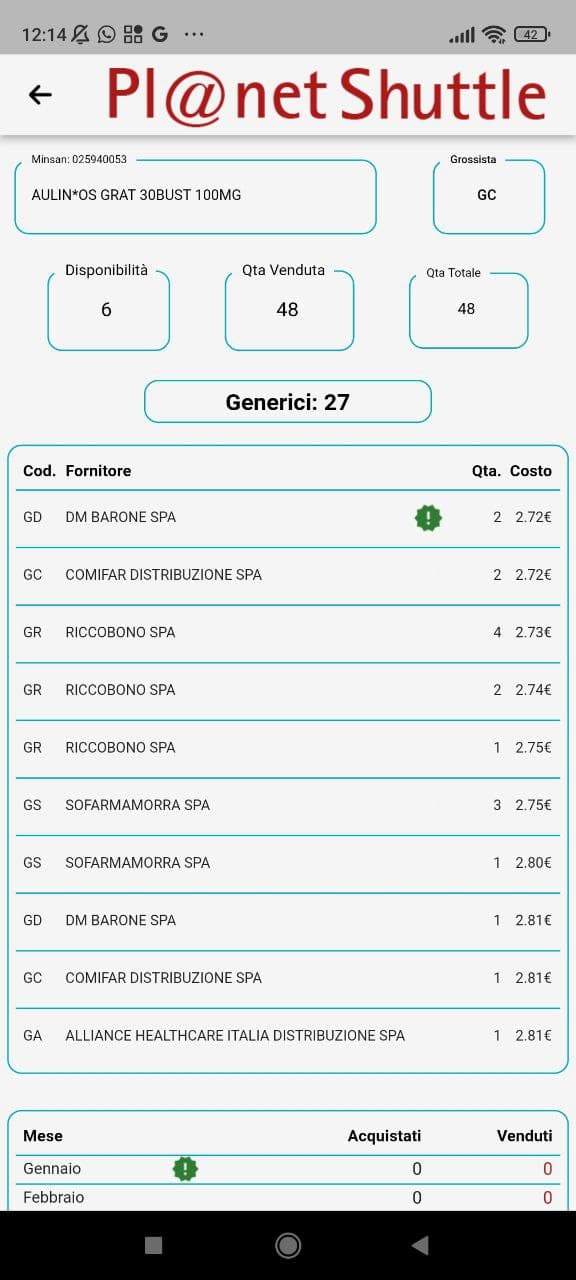 12:14 G ... 42
Pl@net Shuttle
Minsan: 025940053 Grossista
AULIN*OS GRAT 30BUST 100MG GC
Disponibilità Qta Venduta Qta Totale
6 48 48
Generici: 27
Cod. Fornitore Qta. Costo
GD DM BARONE SPA 2 2.72€
GC COMIFAR DISTRIBUZIONE SPA 2 2.72€
GR RICCOBONO SPA 4 2.73€
GR RICCOBONO SPA 2 2.74€
GR RICCOBONO SPA 1 2.75€
GS SOFARMAMORRA SPA 3 2.75€
GS SOFARMAMORRA SPA 1 2.80€
GD DM BARONE SPA 1 2.81€
GC COMIFAR DISTRIBUZIONE SPA 1 2.81€
GA ALLIANCE HEALTHCARE ITALIA DISTRIBUZIONE SPA 1 2.81€
Mese Acquistati Venduti
Gennaio 0 0
Febbraio 0 0